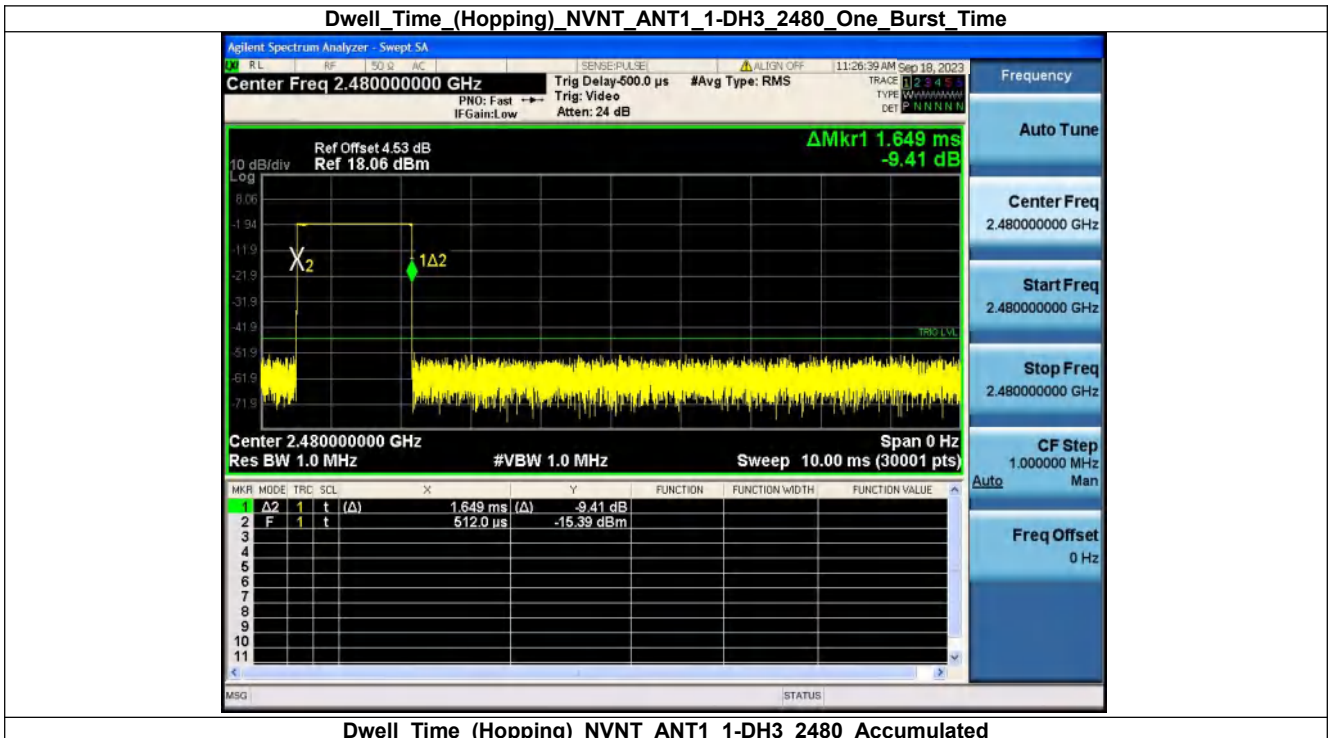 Dwell_Time_(Hopping)_NVNT_ANT1_1-DH3_2480_One_Burst_Time
Agilent Spectrum Analyzer - Swept SA
RL RF 50 Ω AC SENSE:PULSE ALIGN OFF 11:26:39 AM Sep 18, 2023
Center Freq 2.480000000 GHz
PNO: Fast
IFGain:Low
Trig Delay-500.0 µs
Trig: Video
Atten: 24 dB
#Avg Type: RMS
TRACE 1 2 3 4 5 6
TYPE
DET P N N N N N
Ref Offset 4.53 dB
Ref 18.06 dBm
10 dB/div
Log
ΔMkr1 1.649 ms
-9.41 dB
8.06
-1.94
-11.9
-21.9
-31.9
-41.9
-51.9
-61.9
-71.9
X2
1Δ2
TRIG LVL
Center 2.480000000 GHz
Span 0 Hz
Res BW 1.0 MHz
#VBW 1.0 MHz
Sweep 10.00 ms (30001 pts)
MKR MODE TRC SCL X Y FUNCTION FUNCTION WIDTH FUNCTION VALUE
1 Δ2 1 t (Δ) 1.649 ms (Δ) -9.41 dB
2 F 1 t 512.0 µs -15.39 dBm
3
4
5
6
7
8
9
10
11
MSG
STATUS
Frequency
Auto Tune
Center Freq
2.480000000 GHz
Start Freq
2.480000000 GHz
Stop Freq
2.480000000 GHz
CF Step
1.000000 MHz
Auto Man
Freq Offset
0 Hz
Dwell_Time_(Hopping)_NVNT_ANT1_1-DH3_2480_Accumulated